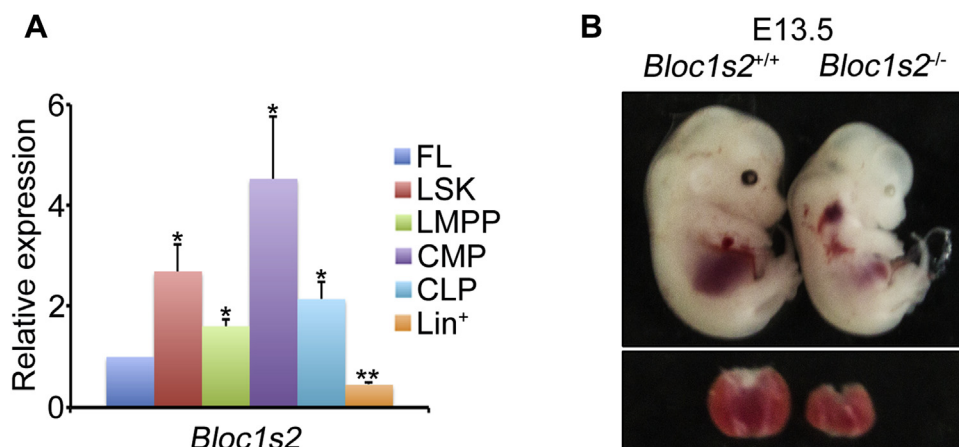 A
Relative expression
6
4
2
0
*
*
*
*
**
Bloc1s2
FL
LSK
LMPP
CMP
CLP
Lin+
B
E13.5
Bloc1s2+/+ Bloc1s2-/-